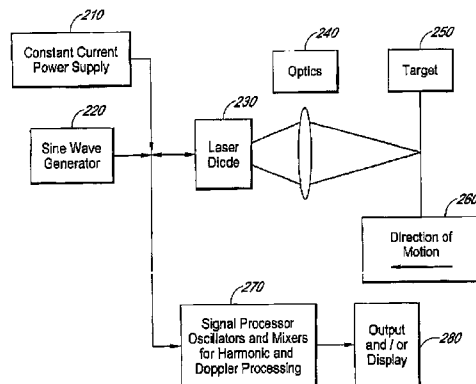 210
Constant Current
Power Supply
220
Sine Wave
Generator
230
Laser
Diode
240
Optics
250
Target
260
Direction of
Motion
270
Signal Processor
Oscillators and Mixers
for Harmonic and
Doppler Processing
Output
and / or
Display
280